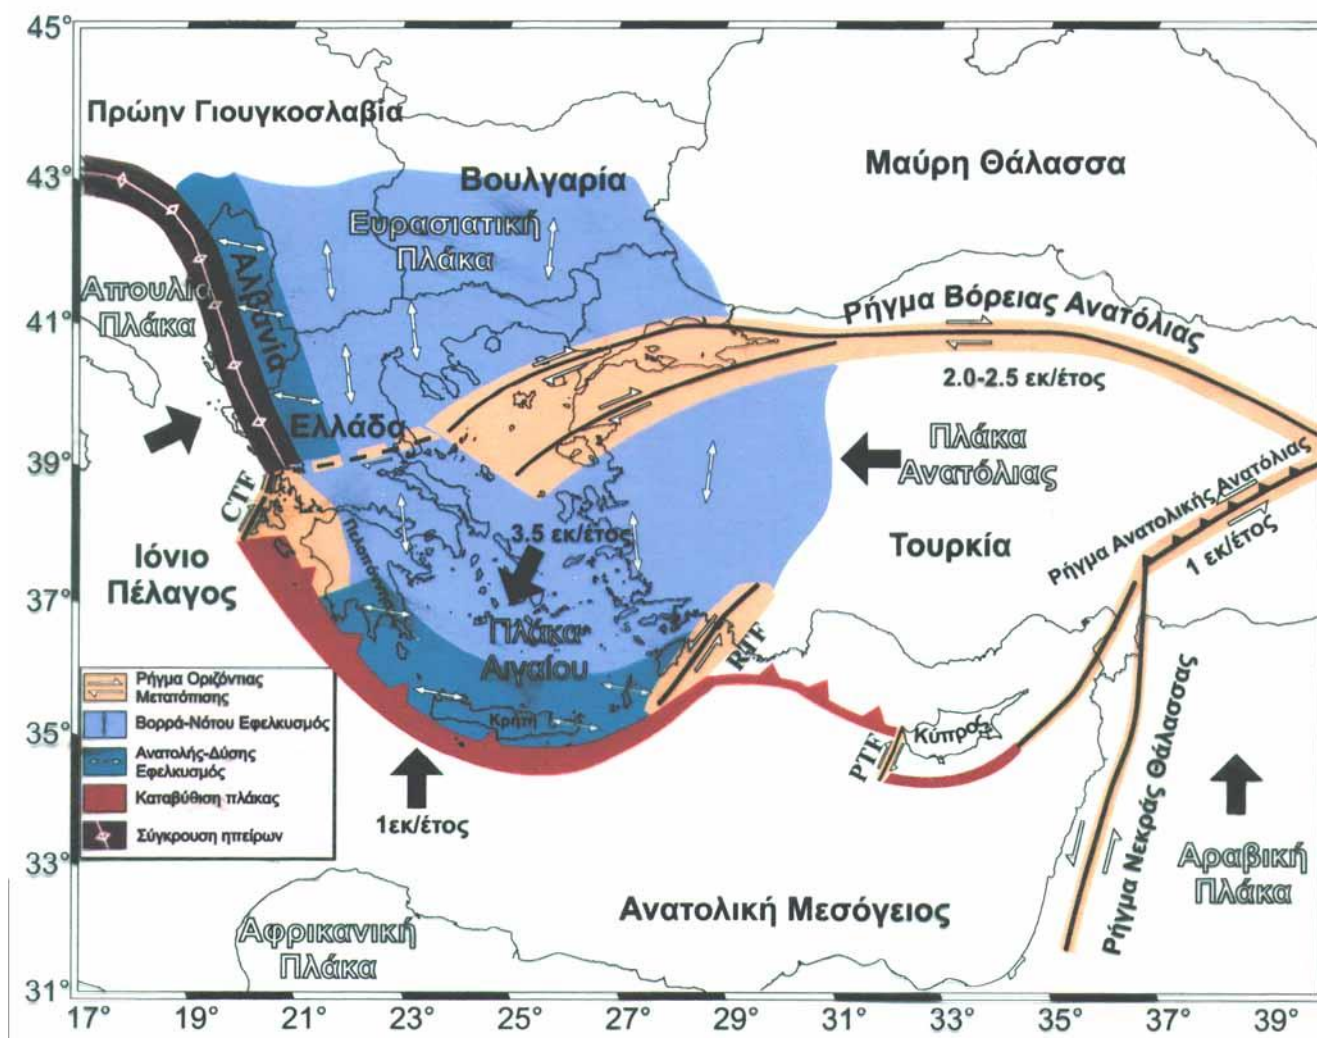 45°
43°
41°
39°
37°
35°
33°
31°
17°
19°
21°
23°
25°
27°
29°
31°
33°
35°
37°
39°
Πρώην Γιουγκοσλαβία
Βουλγαρία
Μαύρη Θάλασσα
Ευρασιατική
Πλάκα
Αλβανία
Απουλία
Πλάκα
Ρήγμα Βόρειας Ανατόλιας
2.0-2.5 εκ/έτος
Ελλάδα
Πλάκα
Ανατόλιας
CTF
Ρήγμα Ανατολικής Ανατόλιας
1 εκ/έτος
3.5 εκ/έτος
Πελοπόννησος
Τουρκία
Ιόνιο
Πέλαγος
Πλάκα
Αιγαίου
RTF
Κρήτη
Κύπρος
PTF
Ρήγμα Νεκράς Θάλασσας
1εκ/έτος
Αραβική
Πλάκα
Ανατολική Μεσόγειος
Αφρικανική
Πλάκα
Ρήγμα Οριζόντιας
Μετατόπισης
Βορρά-Νότου Εφελκυσμός
Ανατολής-Δύσης
Εφελκυσμός
Καταβύθιση πλάκας
Σύγκρουση ηπείρων